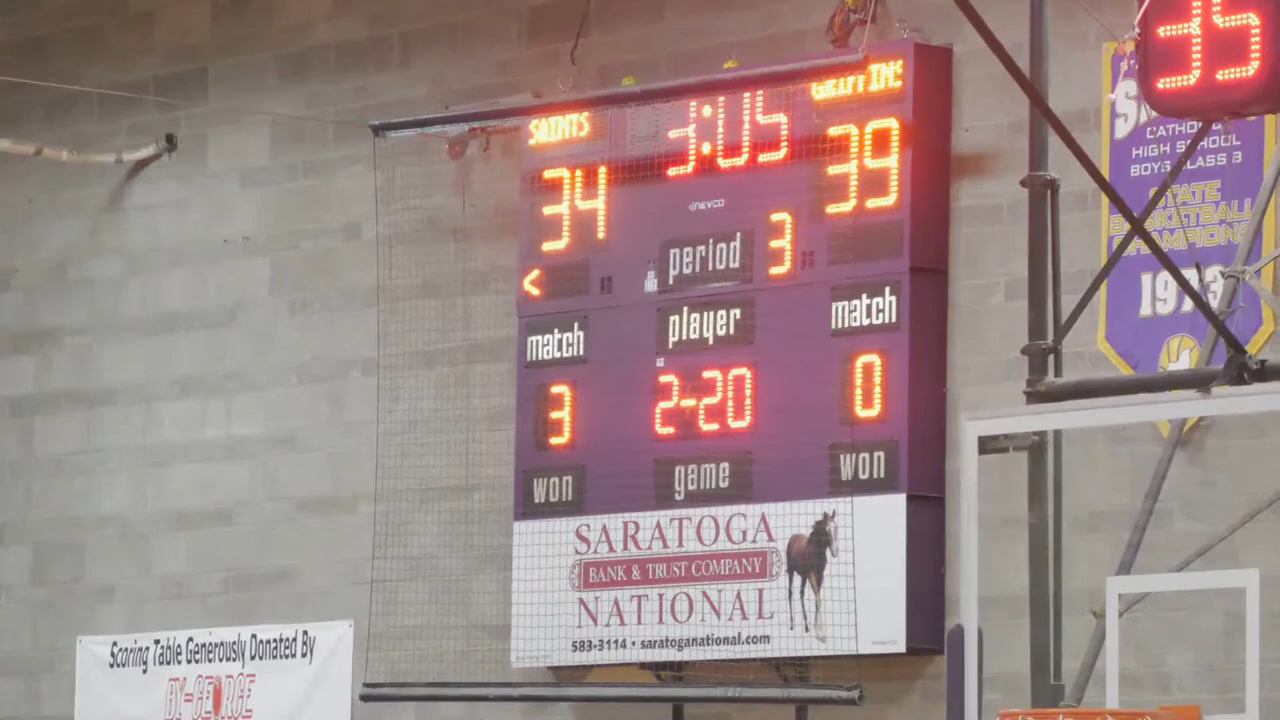 SAINTS 3:05 GRIFFINS
34 39
NEVCO
period 3
<
match player match
3 2-20 0
won game won
SARATOGA
BANK & TRUST COMPANY
NATIONAL
583-3114 • saratoganational.com
35
CATHOLIC
HIGH SCHOOL
BOYS CLASS B
STATE
BASKETBALL
CHAMPIONS
1973
Scoring Table Generously Donated By
BY-GEORGE